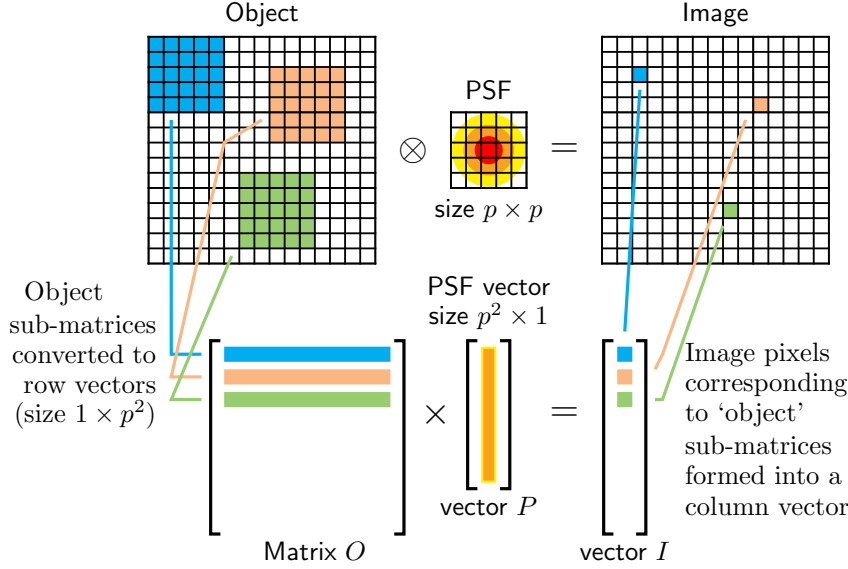 Object
Image
PSF
⊗
=
size p × p
Object
sub-matrices
converted to
row vectors
(size 1 × p²)
PSF vector
size p² × 1
×
=
Image pixels
corresponding
to ‘object’
sub-matrices
formed into a
column vector
vector P
Matrix O
vector I